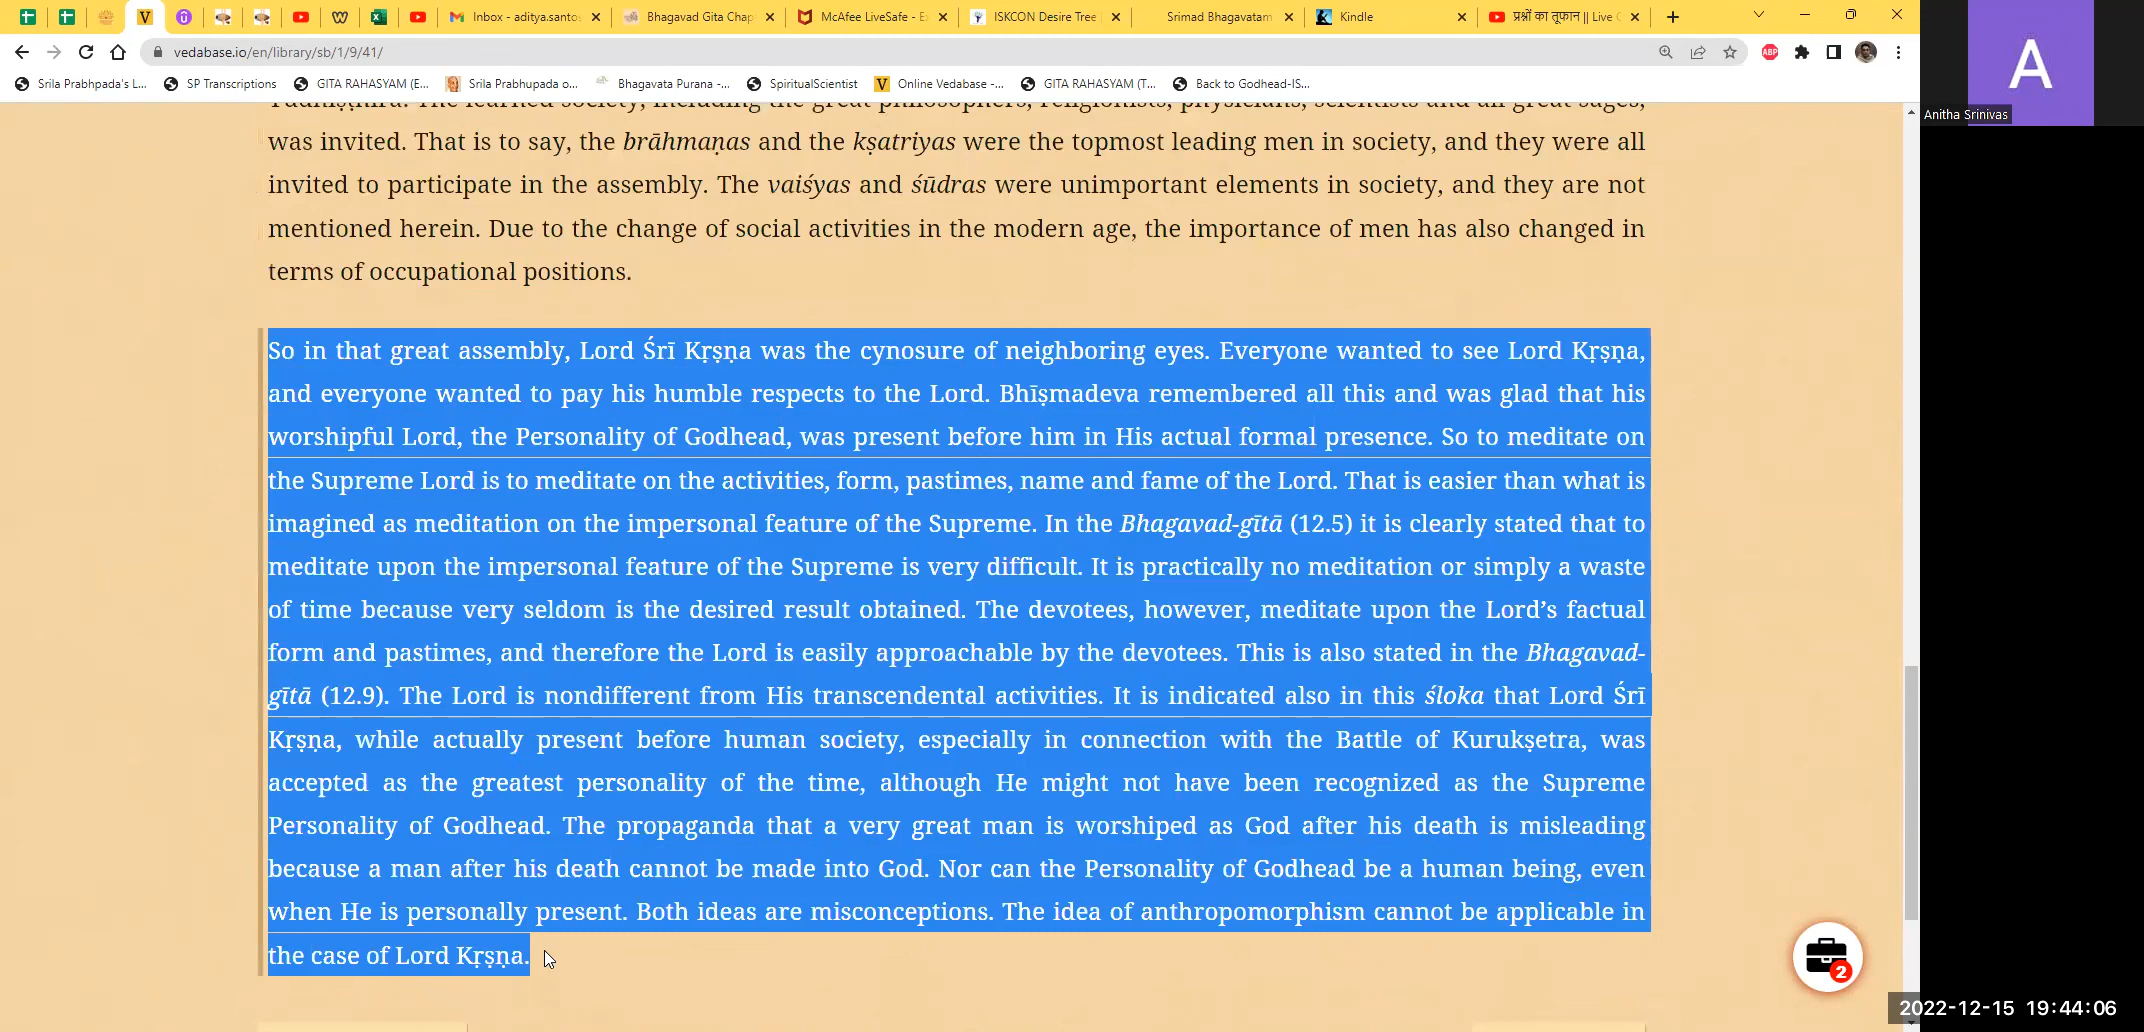 Inbox - aditya.santo
Bhagavad Gita Chap
McAfee LiveSafe - E
ISKCON Desire Tree
Srimad Bhagavatam
Kindle
प्रश्नों का तूफान || Live
vedabase.io/en/library/sb/1/9/41/
ABP
Srila Prabhpada's L...
SP Transcriptions
GITA RAHASYAM (E...
Srila Prabhupada o...
Bhagavata Purana -...
SpiritualScientist
Online Vedabase -...
GITA RAHASYAM (T...
Back to Godhead-IS...
A
Anitha Srinivas
Yudhiṣṭhira. The learned society, including the great philosophers, religionists, physicians, scientists and all great sages,
was invited. That is to say, the brāhmaṇas and the kṣatriyas were the topmost leading men in society, and they were all
invited to participate in the assembly. The vaiśyas and śūdras were unimportant elements in society, and they are not
mentioned herein. Due to the change of social activities in the modern age, the importance of men has also changed in
terms of occupational positions.
So in that great assembly, Lord Śrī Kṛṣṇa was the cynosure of neighboring eyes. Everyone wanted to see Lord Kṛṣṇa,
and everyone wanted to pay his humble respects to the Lord. Bhīṣmadeva remembered all this and was glad that his
worshipful Lord, the Personality of Godhead, was present before him in His actual formal presence. So to meditate on
the Supreme Lord is to meditate on the activities, form, pastimes, name and fame of the Lord. That is easier than what is
imagined as meditation on the impersonal feature of the Supreme. In the Bhagavad-gītā (12.5) it is clearly stated that to
meditate upon the impersonal feature of the Supreme is very difficult. It is practically no meditation or simply a waste
of time because very seldom is the desired result obtained. The devotees, however, meditate upon the Lord’s factual
form and pastimes, and therefore the Lord is easily approachable by the devotees. This is also stated in the Bhagavad-
gītā (12.9). The Lord is nondifferent from His transcendental activities. It is indicated also in this śloka that Lord Śrī
Kṛṣṇa, while actually present before human society, especially in connection with the Battle of Kurukṣetra, was
accepted as the greatest personality of the time, although He might not have been recognized as the Supreme
Personality of Godhead. The propaganda that a very great man is worshiped as God after his death is misleading
because a man after his death cannot be made into God. Nor can the Personality of Godhead be a human being, even
when He is personally present. Both ideas are misconceptions. The idea of anthropomorphism cannot be applicable in
the case of Lord Kṛṣṇa.
2
2022-12-15 19:44:06